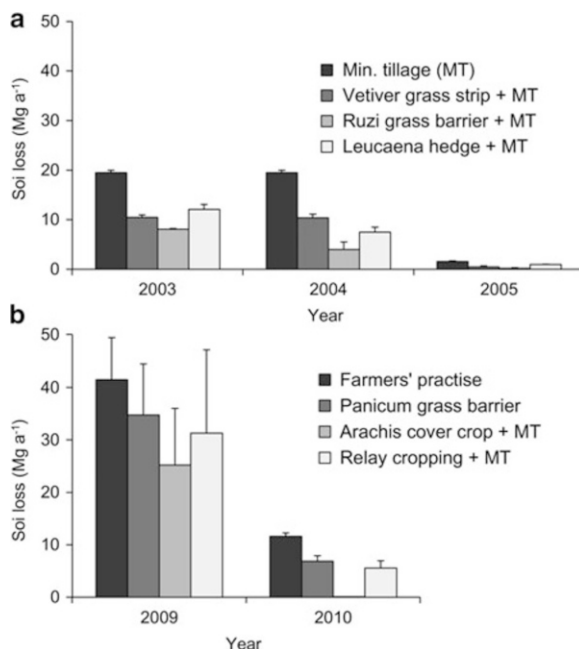 a
50
40
30
20
10
0
Soi loss (Mg a⁻¹)
Min. tillage (MT)
Vetiver grass strip + MT
Ruzi grass barrier + MT
Leucaena hedge + MT
2003 2004 2005
Year
b
50
40
30
20
10
0
Soi loss (Mg a⁻¹)
Farmers' practise
Panicum grass barrier
Arachis cover crop + MT
Relay cropping + MT
2009 2010
Year